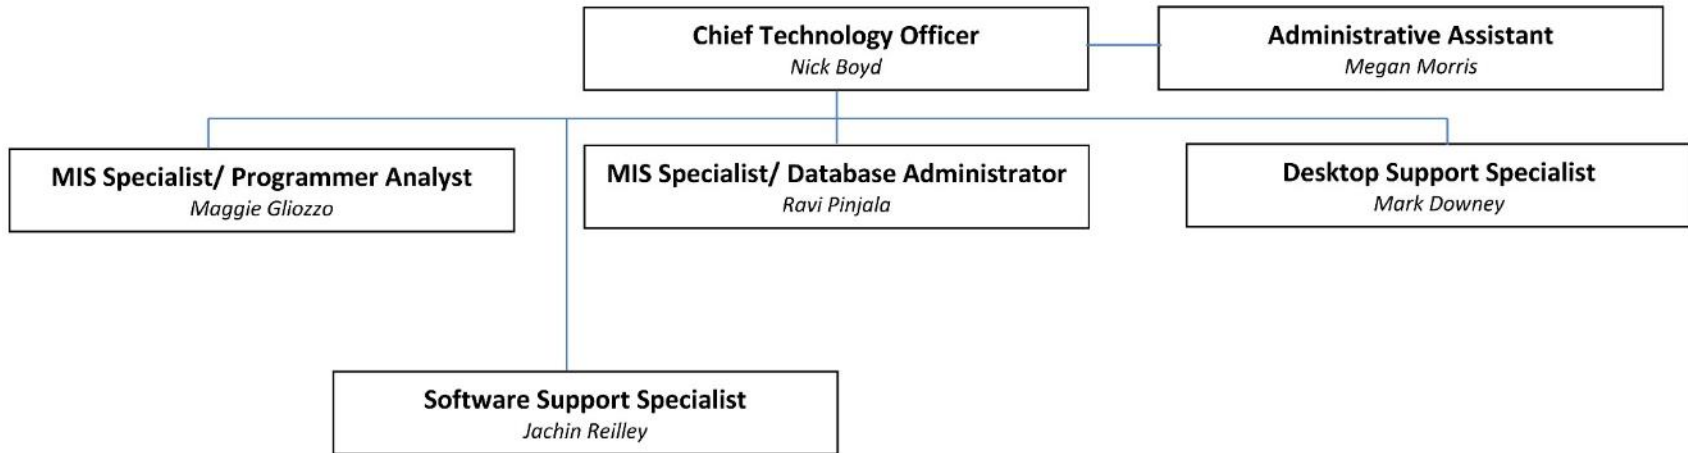 Chief Technology Officer
Nick Boyd
Administrative Assistant
Megan Morris
MIS Specialist/ Programmer Analyst
Maggie Gliozzo
MIS Specialist/ Database Administrator
Ravi Pinjala
Desktop Support Specialist
Mark Downey
Software Support Specialist
Jachin Reilley